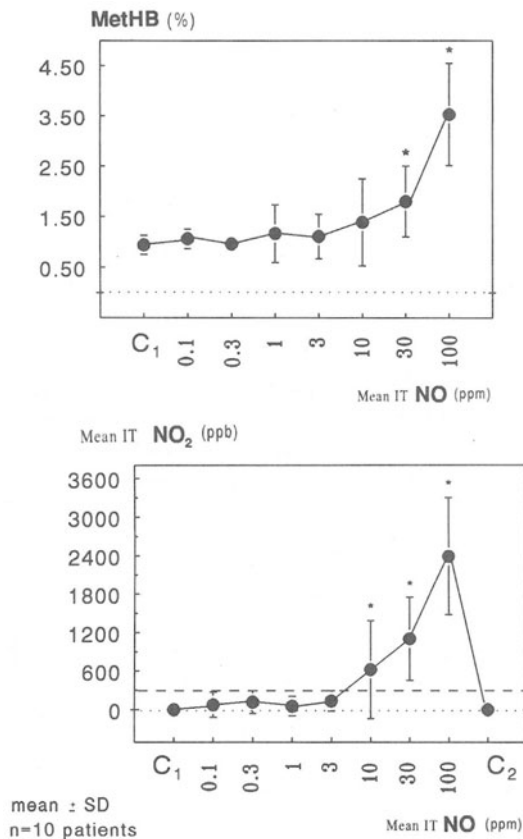 MetHB (%)
*
4.50
3.50
*
2.50
1.50
0.50
C1 0.1 0.3 1 3 10 30 100
Mean IT NO (ppm)
Mean IT NO2 (ppb)
3600
*
3000
2400
*
1800
*
1200
600
0
C1 0.1 0.3 1 3 10 30 100 C2
mean ± SD
n=10 patients
Mean IT NO (ppm)